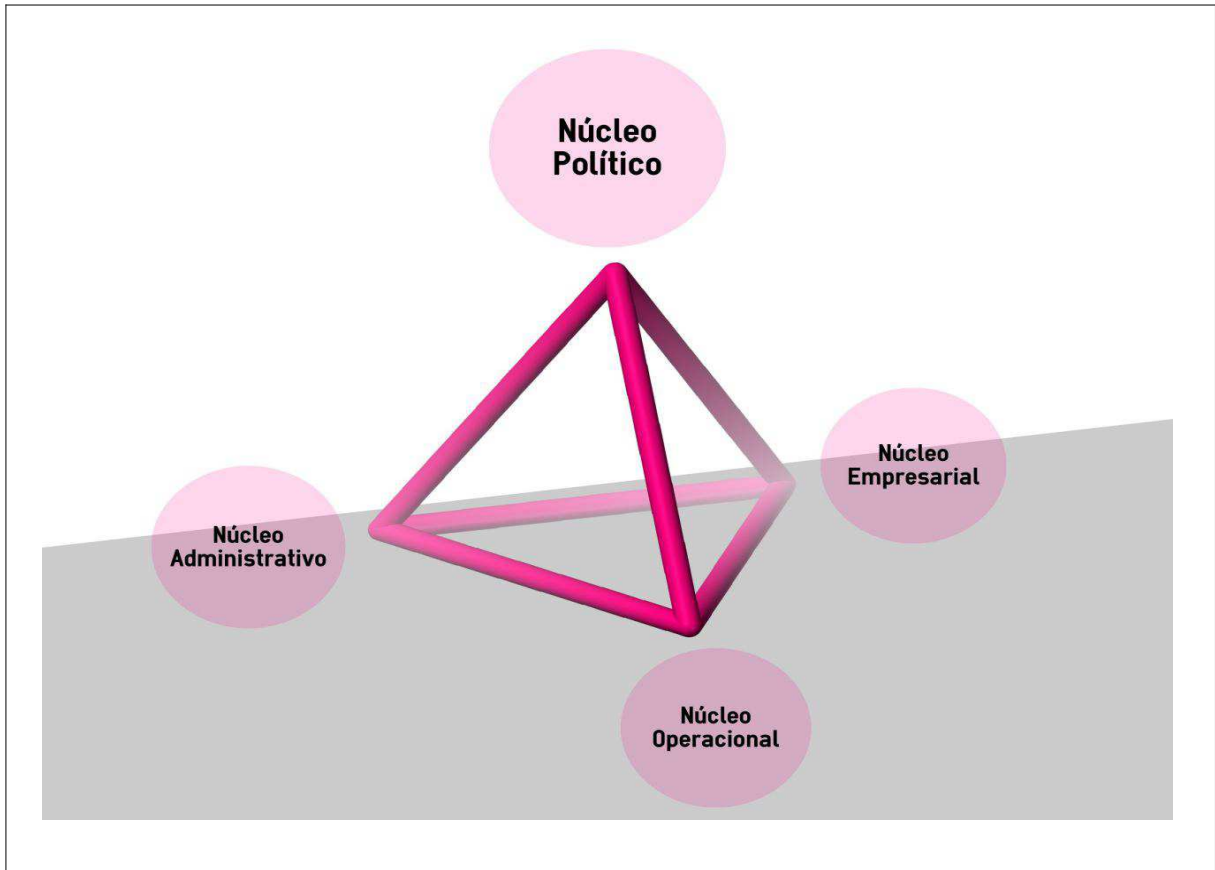 Núcleo
Político
Núcleo
Empresarial
Núcleo
Administrativo
Núcleo
Operacional